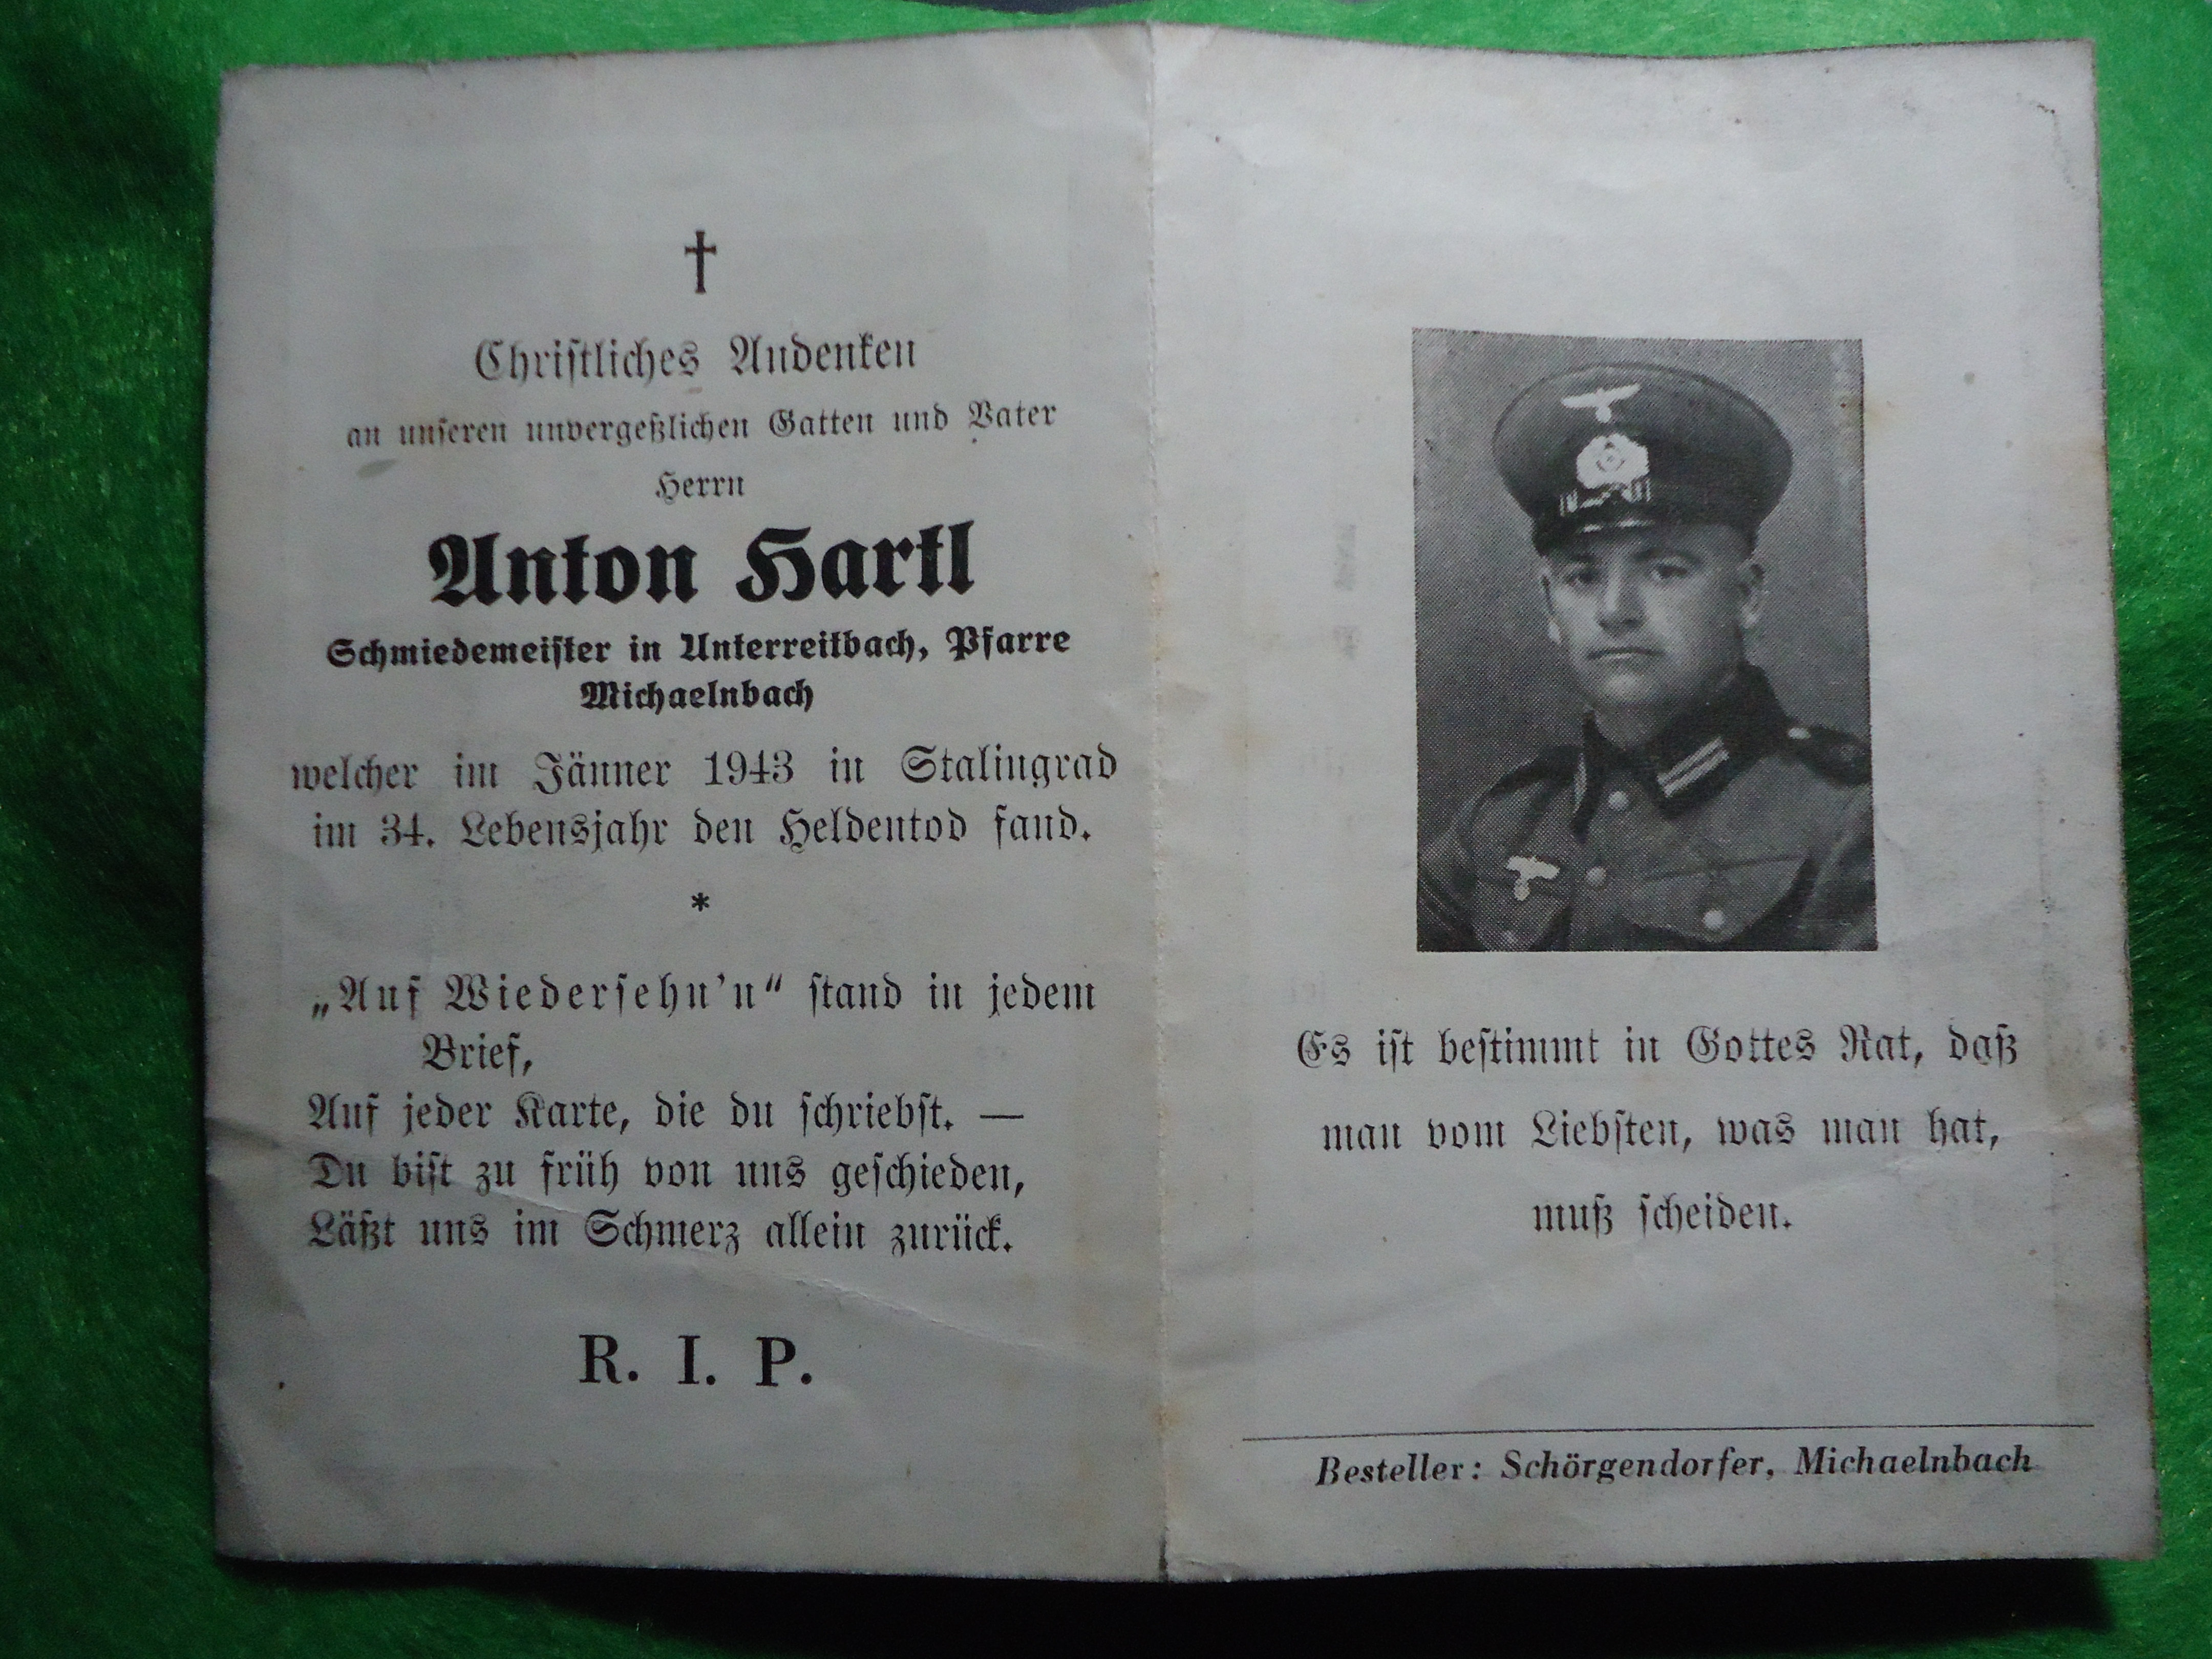 Christliches Andenken
an unseren unvergeßlichen Gatten und Vater
Herrn
Anton Hartl
Schmiedemeister in Unterreitbach, Pfarre
Michaelnbach
welcher im Jänner 1943 in Stalingrad
im 34. Lebensjahr den Heldentod fand.
*
„Auf Wiedersehn'n“ stand in jedem
Brief,
Auf jeder Karte, die du schriebst. —
Du bist zu früh von uns geschieden,
Läßt uns im Schmerz allein zurück.
R. I. P.
Es ist bestimmt in Gottes Rat, daß
man vom Liebsten, was man hat,
muß scheiden.
Besteller: Schörgendorfer, Michaelnbach